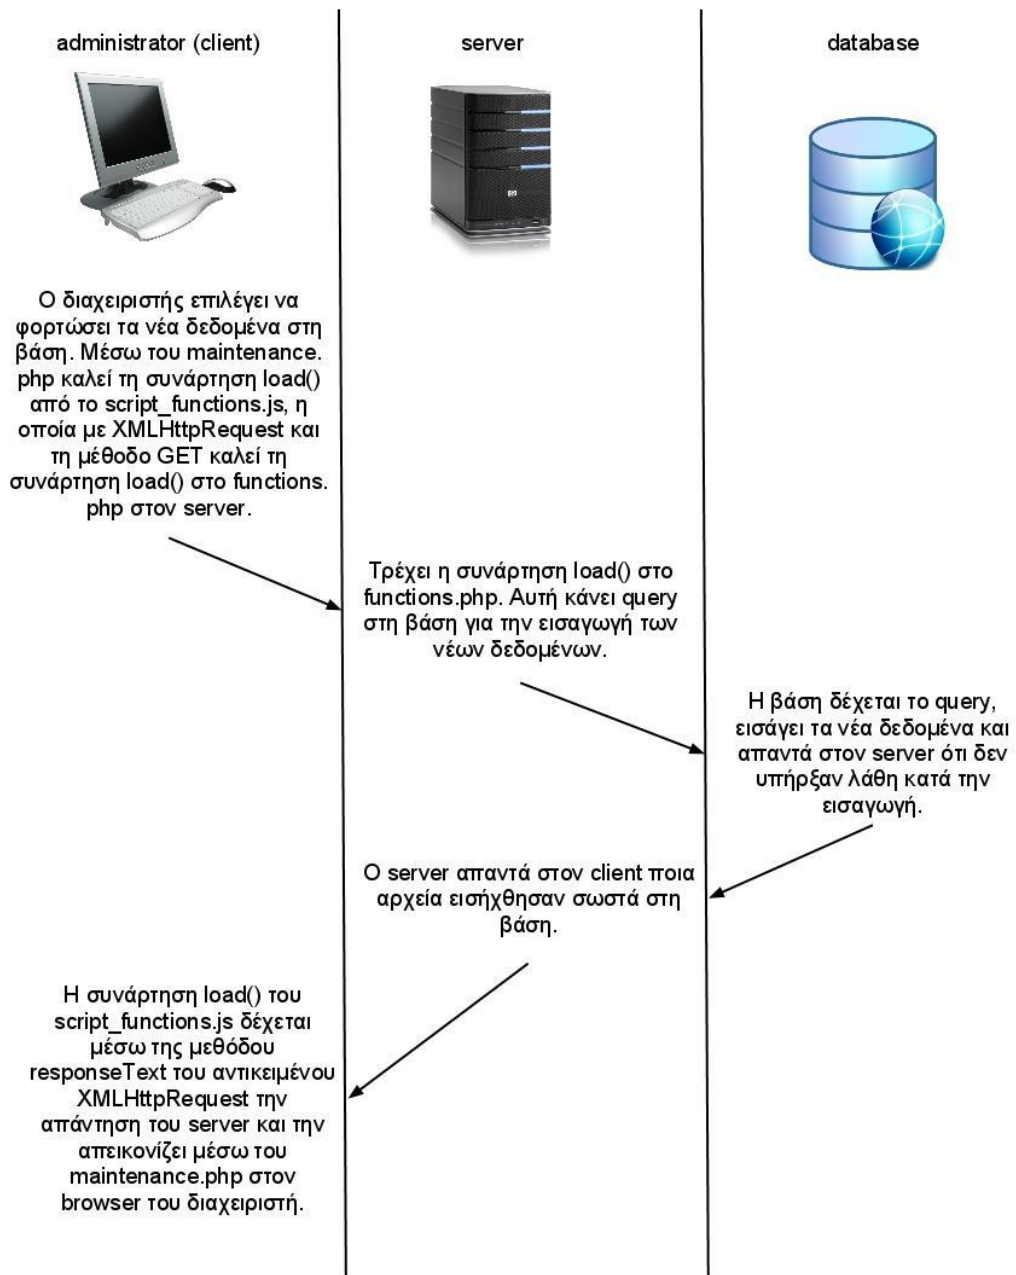 administrator (client)
server
database
Ο διαχειριστής επιλέγει να
φορτώσει τα νέα δεδομένα στη
βάση. Μέσω του maintenance.
php καλεί τη συνάρτηση load()
από το script_functions.js, η
οποία με XMLHttpRequest και
τη μέθοδο GET καλεί τη
συνάρτηση load() στο functions.
php στον server.
Τρέχει η συνάρτηση load() στο
functions.php. Αυτή κάνει query
στη βάση για την εισαγωγή των
νέων δεδομένων.
Η βάση δέχεται το query,
εισάγει τα νέα δεδομένα και
απαντά στον server ότι δεν
υπήρξαν λάθη κατά την
εισαγωγή.
Ο server απαντά στον client ποια
αρχεία εισήχθησαν σωστά στη
βάση.
Η συνάρτηση load() του
script_functions.js δέχεται
μέσω της μεθόδου
responseText του αντικειμένου
XMLHttpRequest την
απάντηση του server και την
απεικονίζει μέσω του
maintenance.php στον
browser του διαχειριστή.